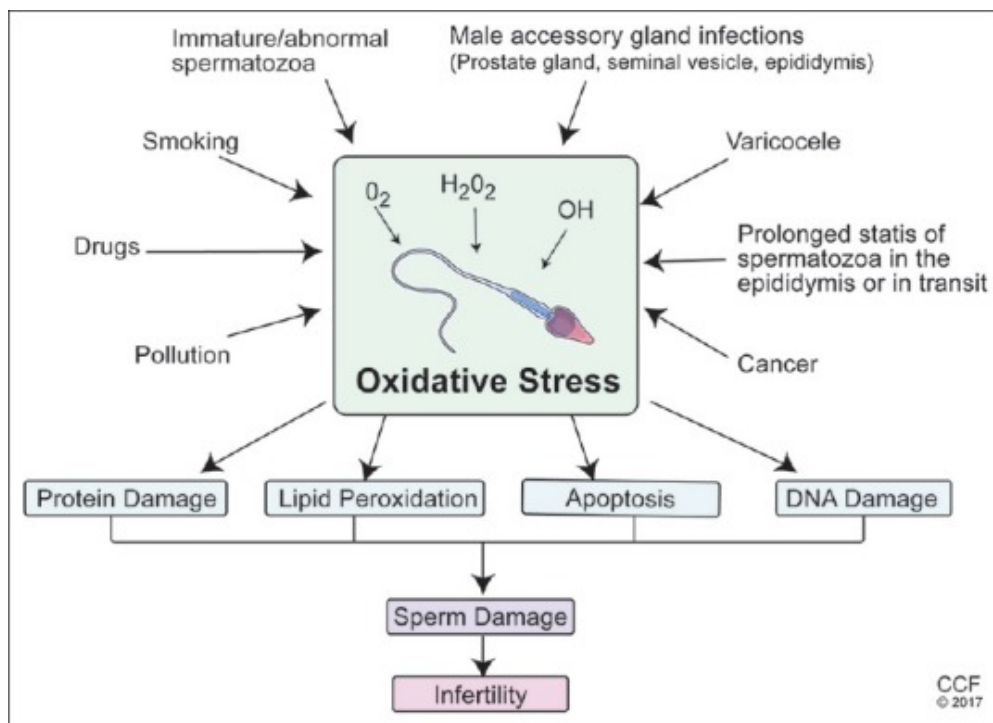 Immature/abnormal
spermatozoa
Male accessory gland infections
(Prostate gland, seminal vesicle, epididymis)
Smoking
Varicocele
O₂
H₂O₂
OH
Drugs
Prolonged statis of
spermatozoa in the
epididymis or in transit
Pollution
Cancer
Oxidative Stress
Protein Damage
Lipid Peroxidation
Apoptosis
DNA Damage
Sperm Damage
Infertility
CCF
© 2017